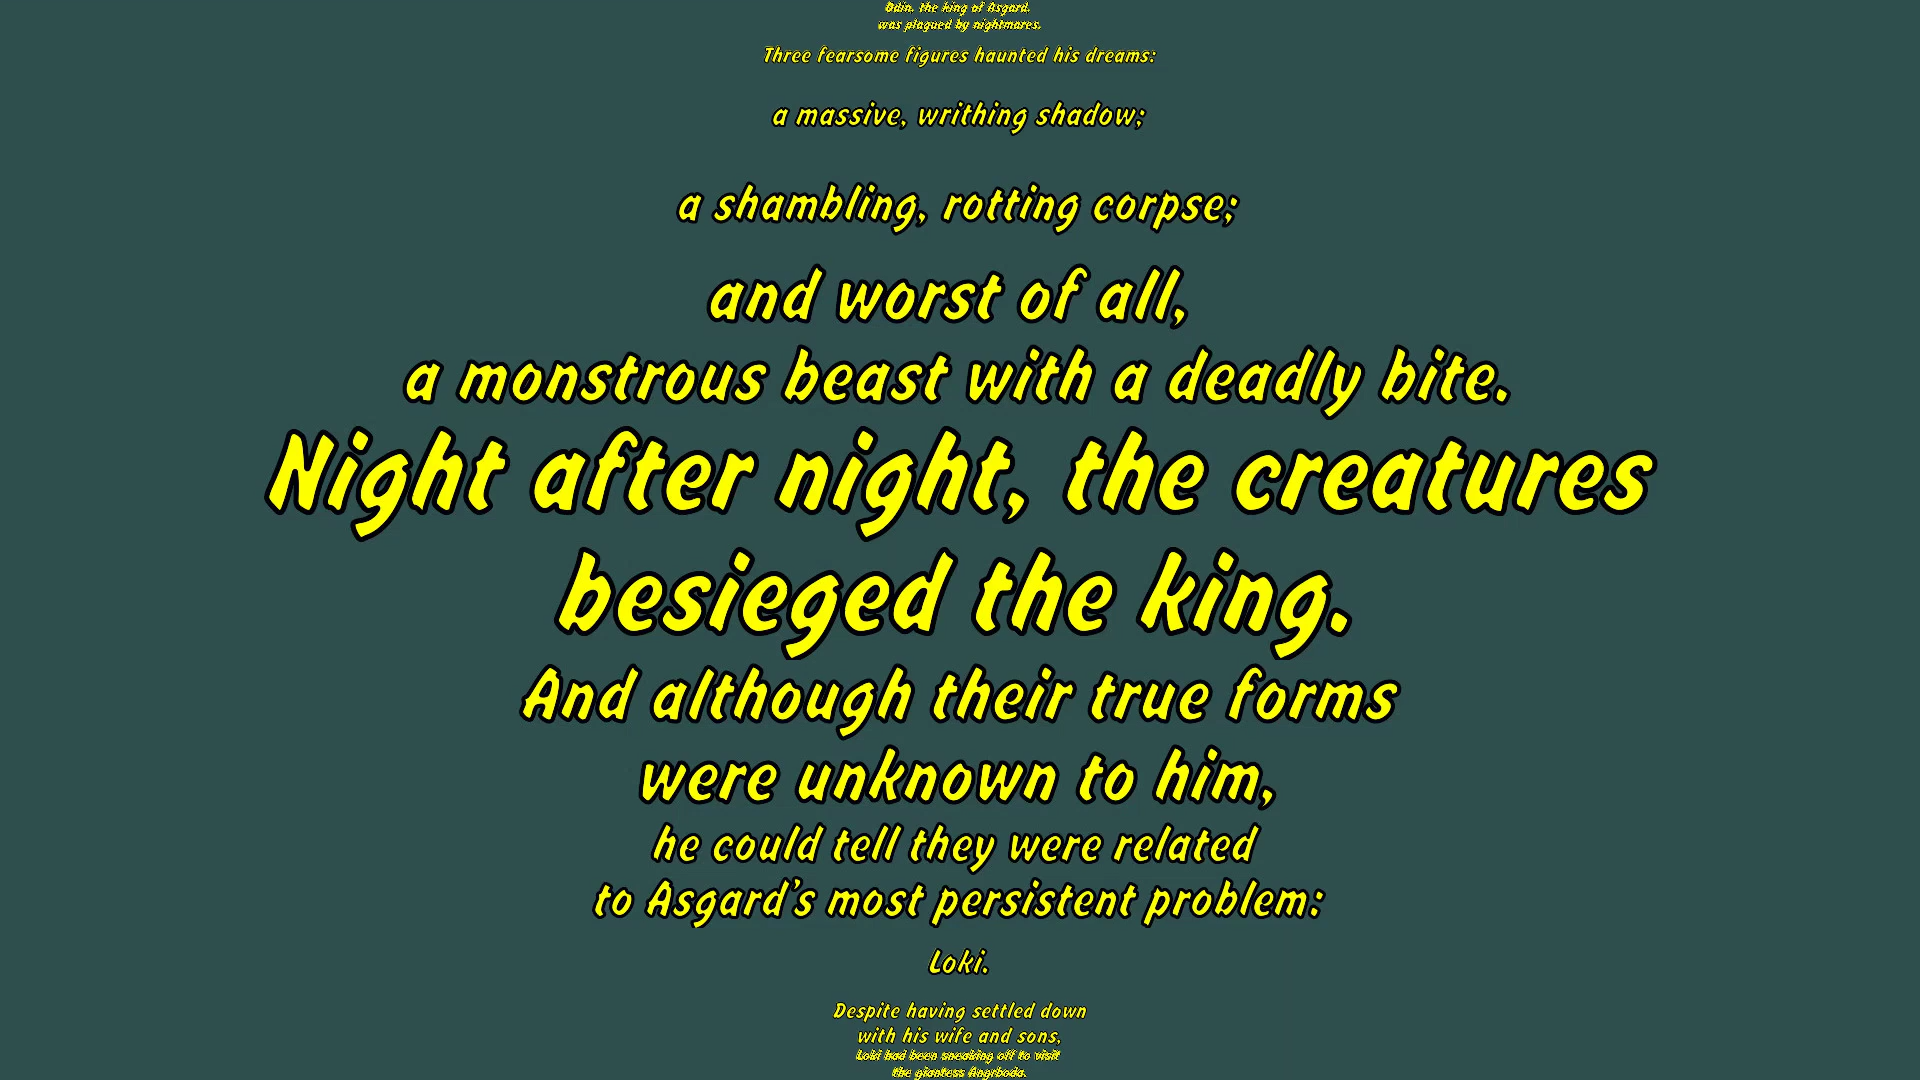 Odin, the king of Asgard,
was plagued by nightmares.
Three fearsome figures haunted his dreams:
a massive, writhing shadow;
a shambling, rotting corpse;
and worst of all,
a monstrous beast with a deadly bite.
Night after night, the creatures
besieged the king.
And although their true forms
were unknown to him,
he could tell they were related
to Asgard’s most persistent problem:
Loki.
Despite having settled down
with his wife and sons,
Loki had been sneaking off to visit
the giantess Angrboda.